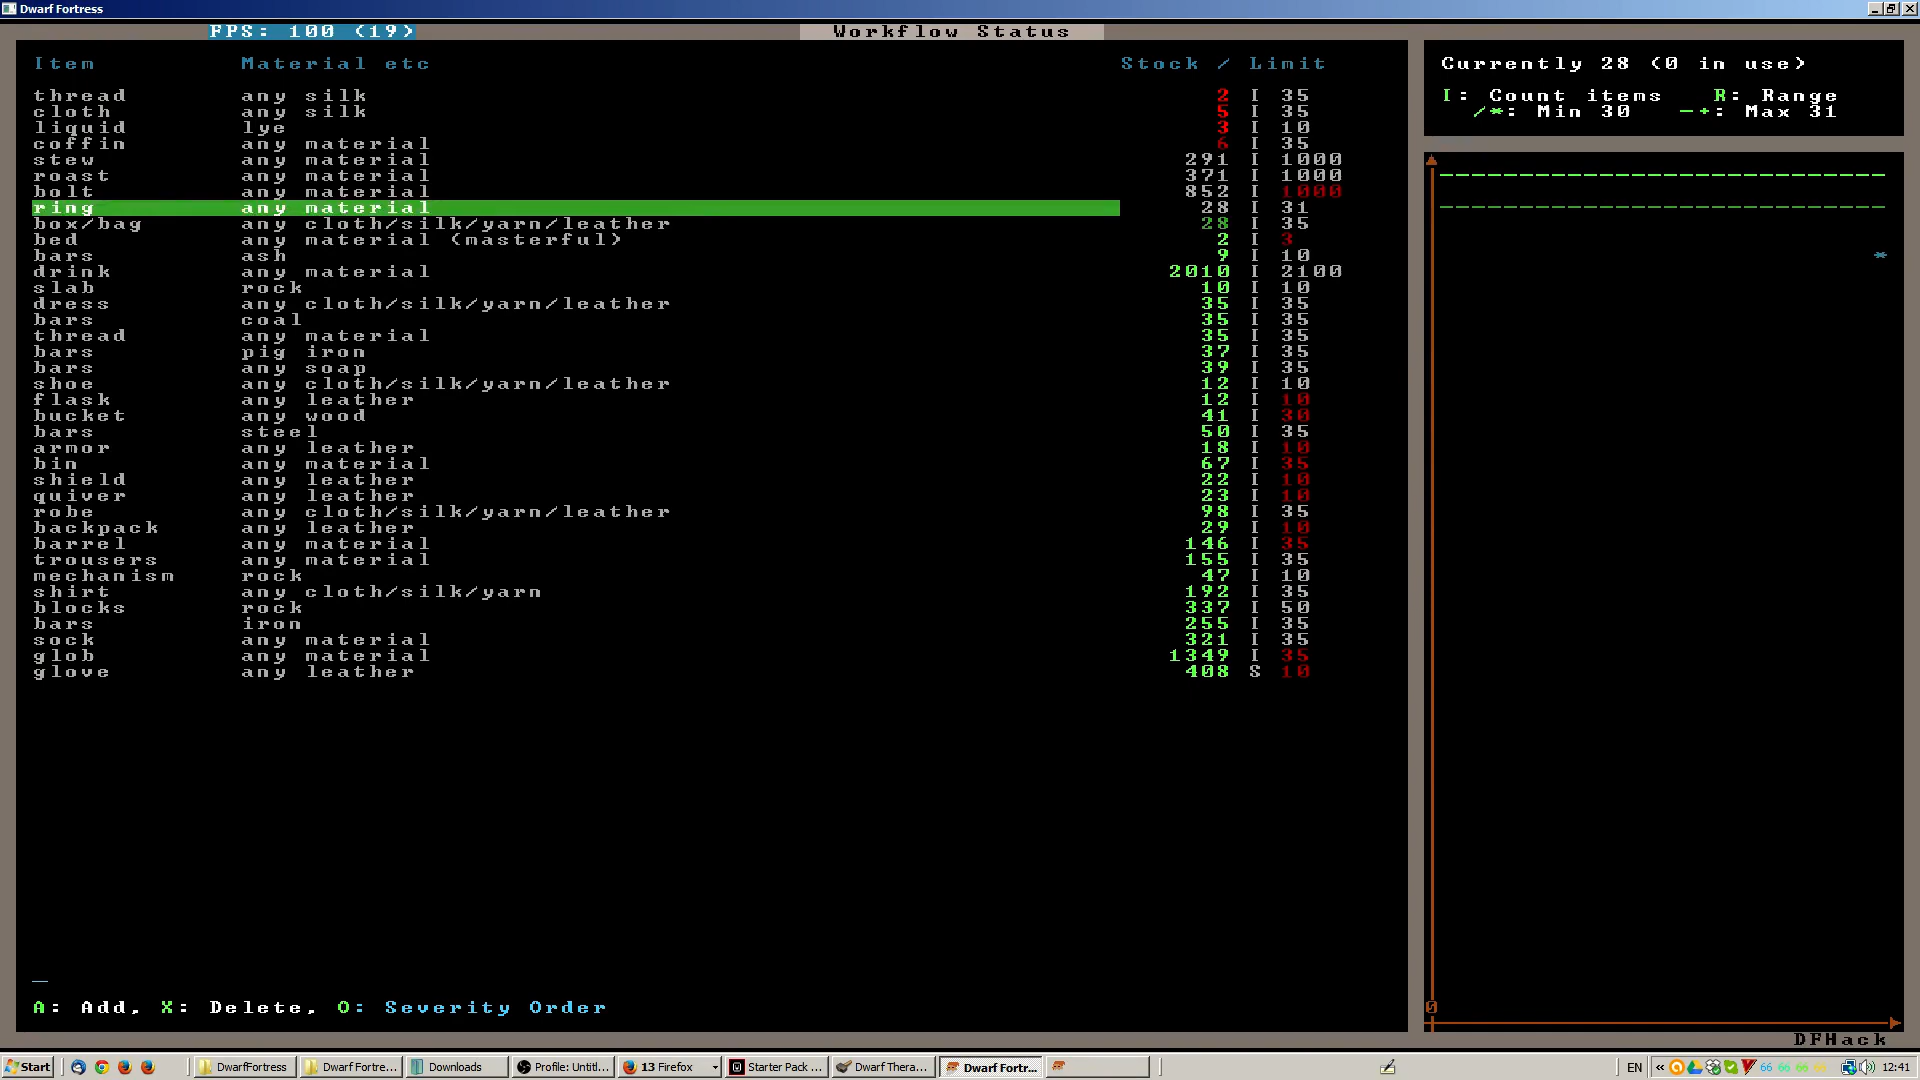 Dwarf Fortress
FPS: 100 (19)
Workflow Status
Item Material etc Stock / Limit
thread any silk 2 I 35
cloth any silk 5 I 35
liquid lye 3 I 10
coffin any material 6 I 35
stew any material 291 I 1000
roast any material 371 I 1000
bolt any material 852 I 1000
ring any material 28 I 31
box/bag any cloth/silk/yarn/leather 28 I 35
bed any material (masterful) 2 I 3
bars ash 9 I 10
drink any material 2010 I 2100
slab rock 10 I 10
dress any cloth/silk/yarn/leather 35 I 35
bars coal 35 I 35
thread any material 35 I 35
bars pig iron 37 I 35
bars any soap 39 I 35
shoe any cloth/silk/yarn/leather 12 I 10
flask any leather 12 I 10
bucket any wood 41 I 30
bars steel 50 I 35
armor any leather 18 I 10
bin any material 67 I 35
shield any leather 22 I 10
quiver any leather 23 I 10
robe any cloth/silk/yarn/leather 98 I 35
backpack any leather 29 I 10
barrel any material 146 I 35
trousers any material 155 I 35
mechanism rock 47 I 10
shirt any cloth/silk/yarn 192 I 35
blocks rock 337 I 50
bars iron 255 I 35
sock any material 321 I 35
glob any material 1349 I 35
glove any leather 408 S 10
A: Add, X: Delete, O: Severity Order
Currently 28 (0 in use)
I: Count items R: Range
/*: Min 30 -+: Max 31
*
0
DFHack
Start DwarfFortress Dwarf Fortre... Downloads Profile: Untitl... 13 Firefox Starter Pack ... Dwarf Thera... Dwarf Fortr... EN « 66 66 66 66 12:41